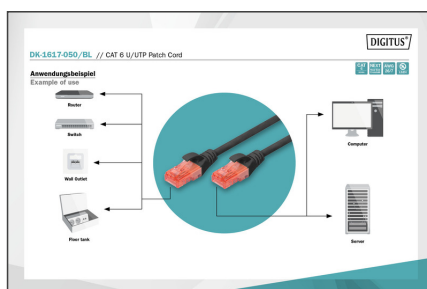 DIGITUS®
DK-1617-050/BL // CAT 6 U/UTP Patch Cord
Anwendungsbeispiel
Example of use
Router
Switch
Wall Outlet
Floor tank
Computer
Server